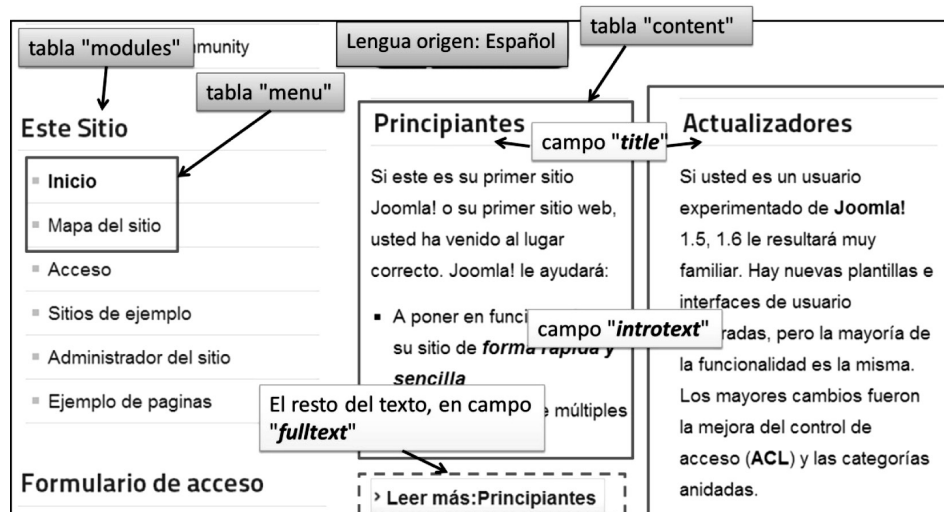 tabla "modules"
munity
Lengua origen: Español
tabla "content"
tabla "menu"
Este Sitio
Inicio
Mapa del sitio
Acceso
Sitios de ejemplo
Administrador del sitio
Ejemplo de paginas
Formulario de acceso
Principiantes
campo "title"
Si este es su primer sitio
Joomla! o su primer sitio web,
usted ha venido al lugar
correcto. Joomla! le ayudará:
A poner en funci
su sitio de forma rápida y
sencilla
campo "introtext"
El resto del texto, en campo
"fulltext"
e múltiples
Leer más:Principiantes
Actualizadores
Si usted es un usuario
experimentado de Joomla!
1.5, 1.6 le resultará muy
familiar. Hay nuevas plantillas e
interfaces de usuario
radas, pero la mayoría de
la funcionalidad es la misma.
Los mayores cambios fueron
la mejora del control de
acceso (ACL) y las categorías
anidadas.